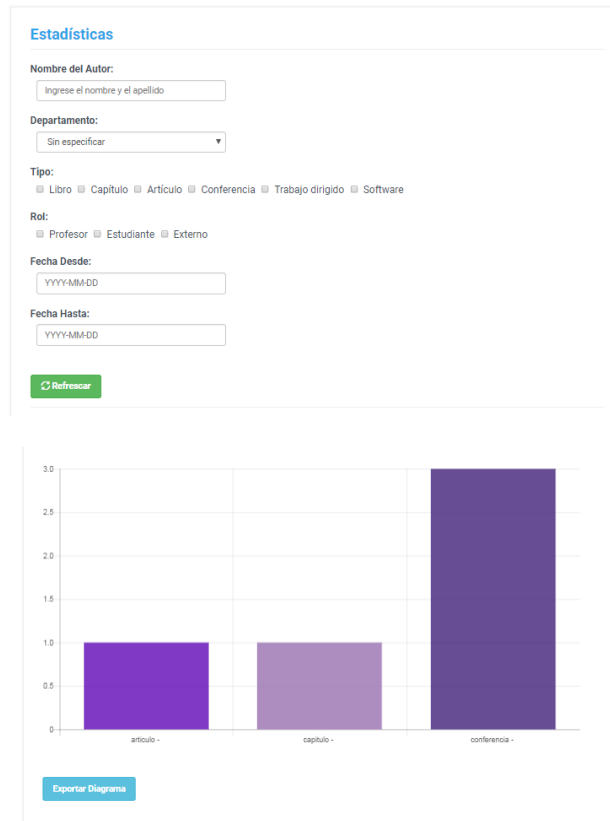 Estadísticas
Nombre del Autor:
Ingrese el nombre y el apellido
Departamento:
Sin especificar
Tipo:
Libro Capítulo Artículo Conferencia Trabajo dirigido Software
Rol:
Profesor Estudiante Externo
Fecha Desde:
YYYY-MM-DD
Fecha Hasta:
YYYY-MM-DD
Refrescar
3.0
2.5
2.0
1.5
1.0
0.5
0
articulo - capitulo - conferencia -
Exportar Diagrama